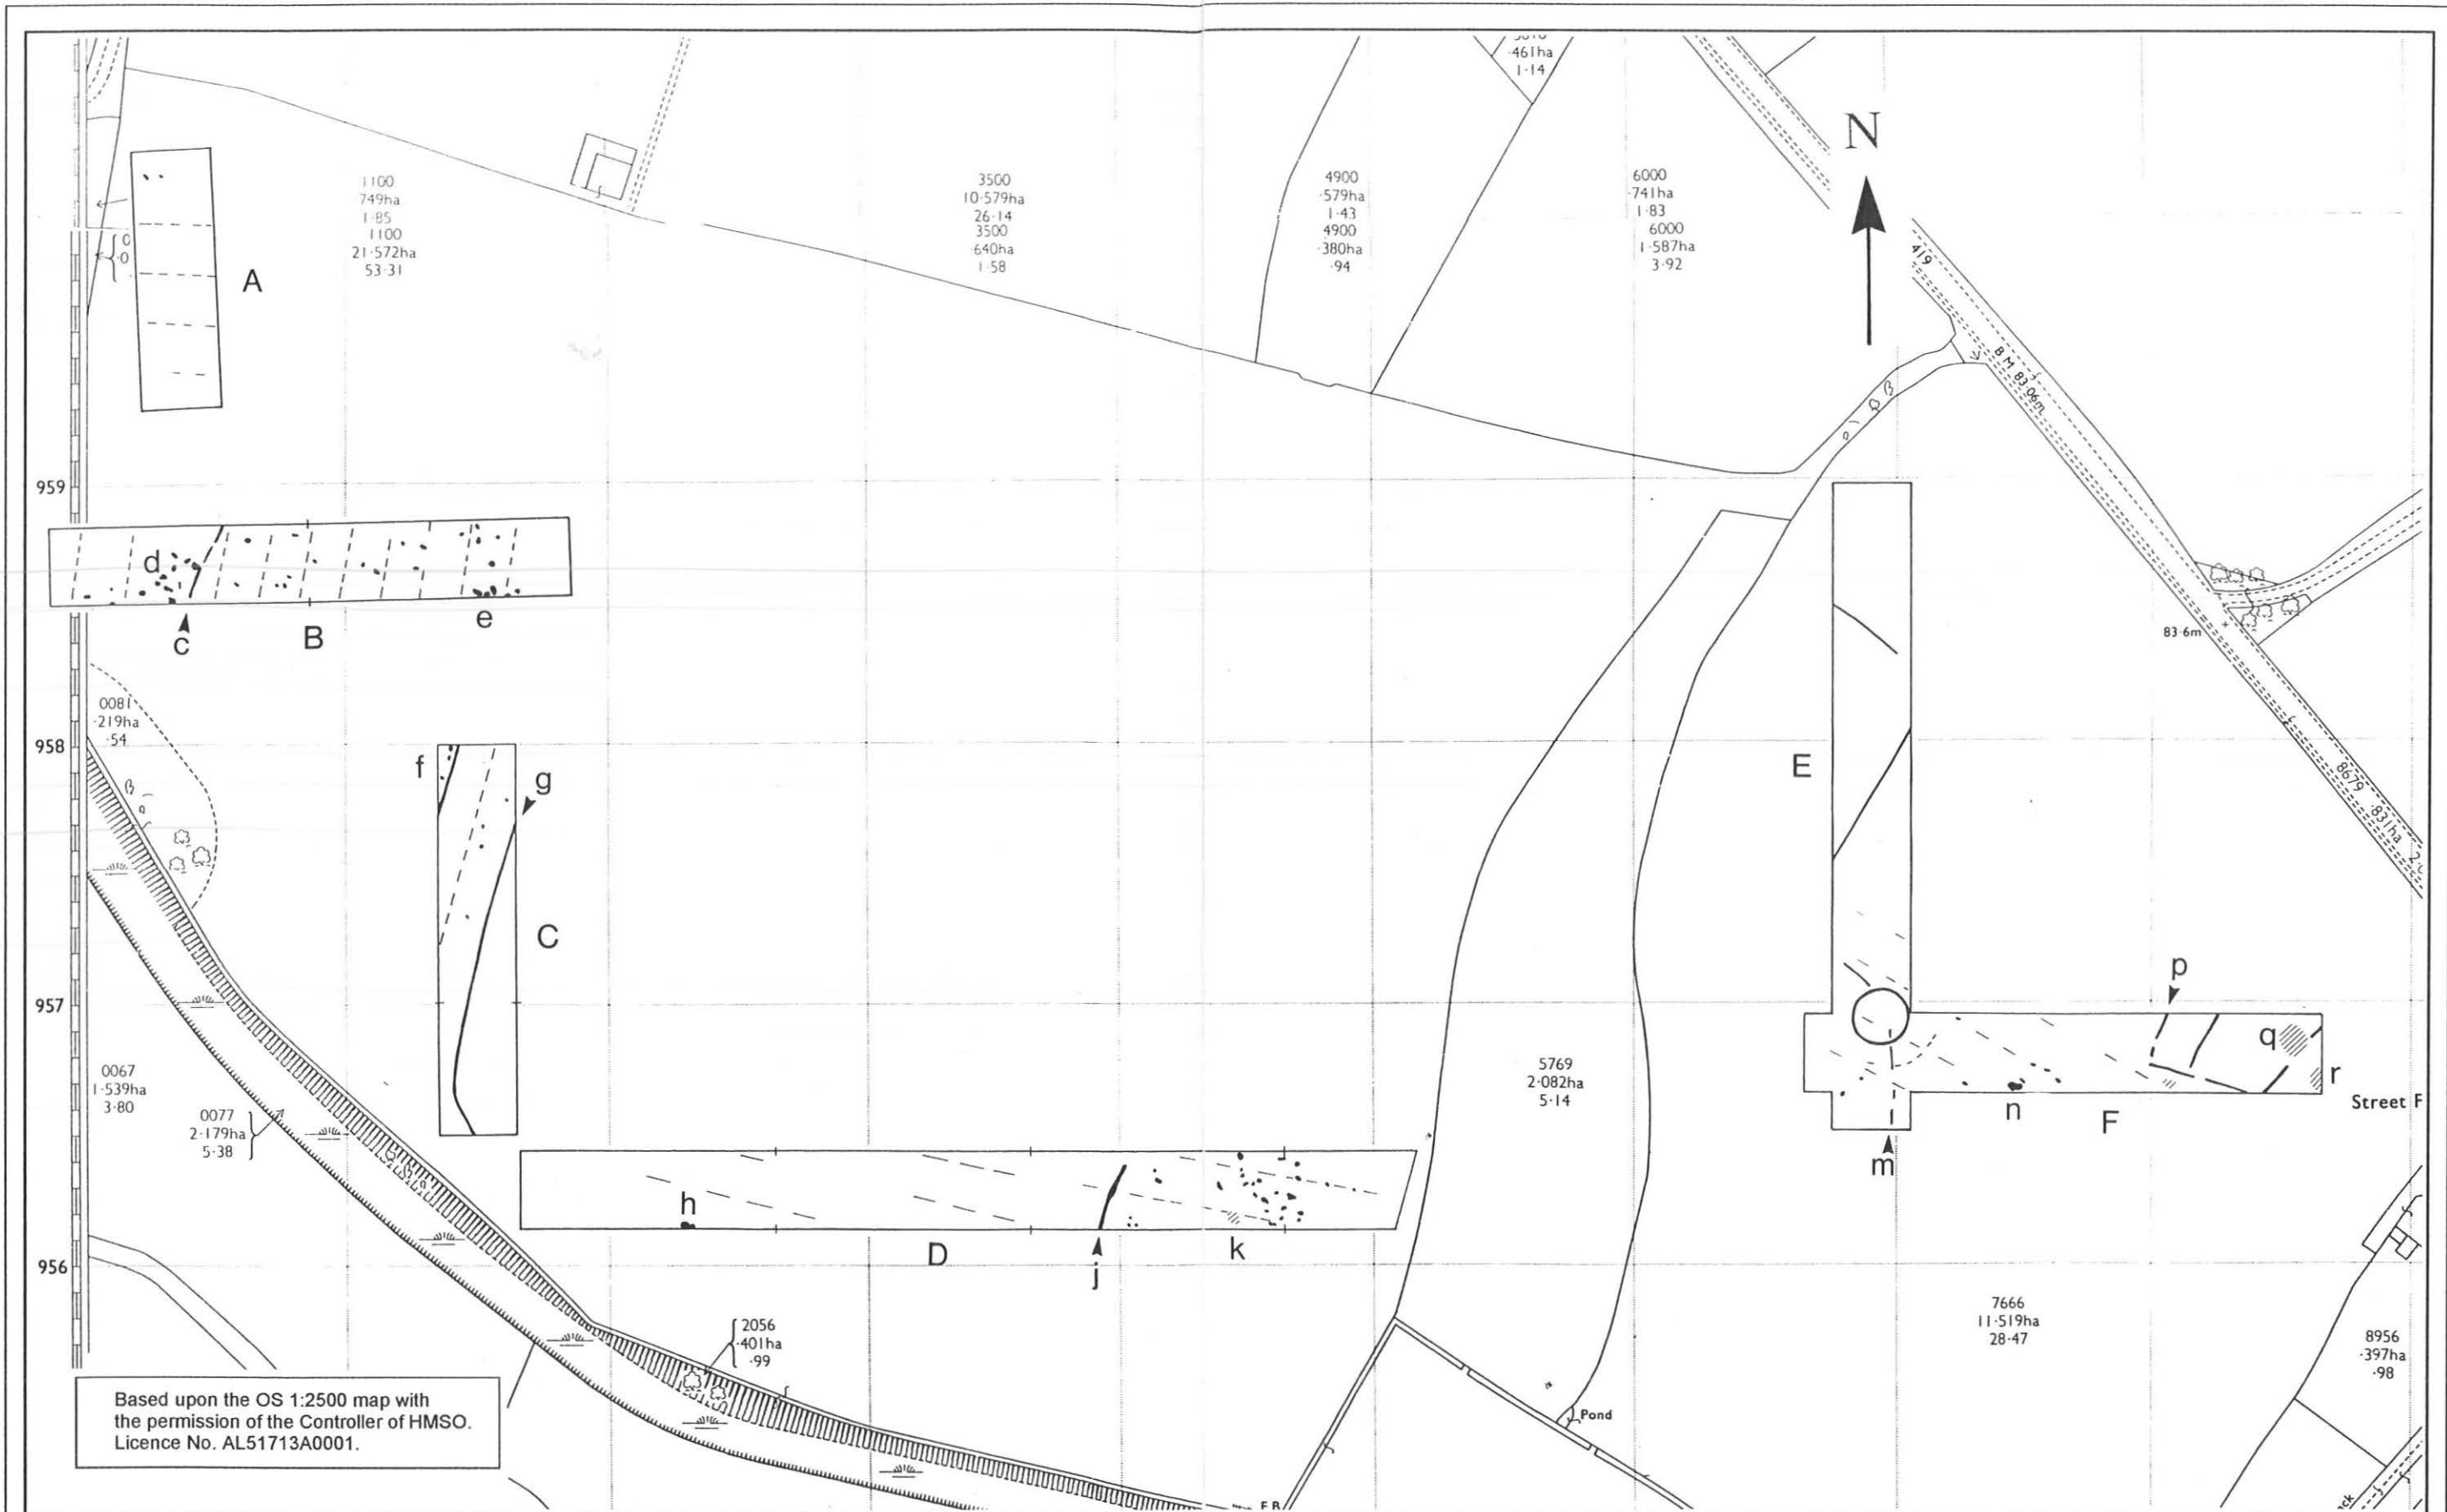 ·461ha
1·14
N
1100
749ha
1·85
1100
21·572ha
53·31
3500
10·579ha
26·14
3500
·640ha
1·58
4900
·579ha
1·43
4900
·380ha
·94
6000
·741ha
1·83
6000
1·587ha
3·92
419
0
0
A
B M 83·06m
959
d
c
B
e
83·6m
0081
·219ha
·54
958
f
g
E
8679
·831ha
C
957
p
q
r
0067
1·539ha
3·80
0077
2·179ha
5·38
5769
2·082ha
5·14
n
F
Street F
m
h
D
j
k
956
2056
·401ha
·99
7666
11·519ha
28·47
8956
·397ha
·98
Pond
Based upon the OS 1:2500 map with
the permission of the Controller of HMSO.
Licence No. AL51713A0001.
F B
ck